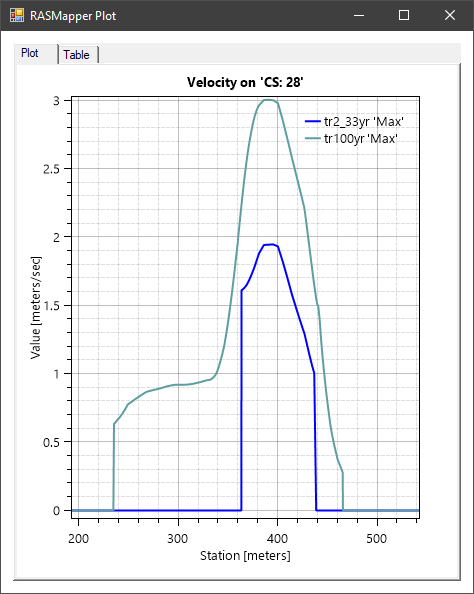 RASMapper Plot
Plot Table
Velocity on 'CS: 28'
tr2_33yr 'Max'
tr100yr 'Max'
3
2.5
2
1.5
1
0.5
0
Value [meters/sec]
200 300 400 500
Station [meters]